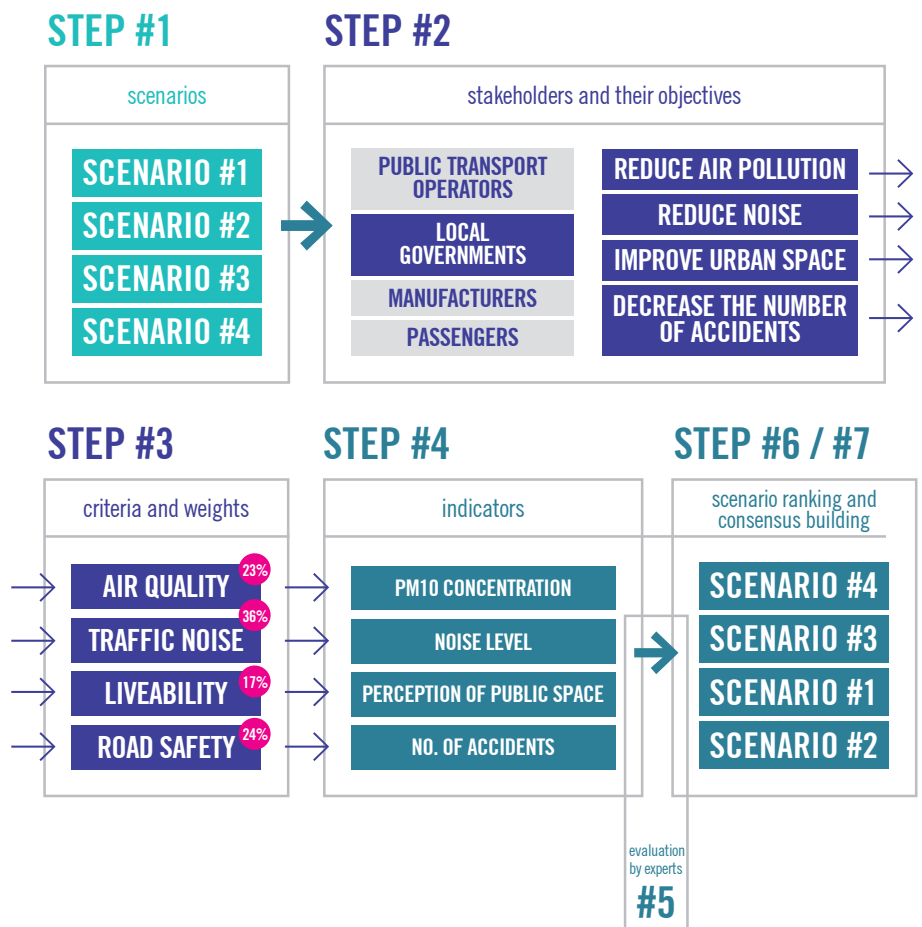 STEP #1
scenarios
SCENARIO #1
SCENARIO #2
SCENARIO #3
SCENARIO #4
STEP #2
stakeholders and their objectives
PUBLIC TRANSPORT
OPERATORS
LOCAL
GOVERNMENTS
MANUFACTURERS
PASSENGERS
REDUCE AIR POLLUTION
REDUCE NOISE
IMPROVE URBAN SPACE
DECREASE THE NUMBER
OF ACCIDENTS
STEP #3
criteria and weights
AIR QUALITY 23%
TRAFFIC NOISE 36%
LIVEABILITY 17%
ROAD SAFETY 24%
STEP #4
indicators
PM10 CONCENTRATION
NOISE LEVEL
PERCEPTION OF PUBLIC SPACE
NO. OF ACCIDENTS
evaluation
by experts
#5
STEP #6 / #7
scenario ranking and
consensus building
SCENARIO #4
SCENARIO #3
SCENARIO #1
SCENARIO #2